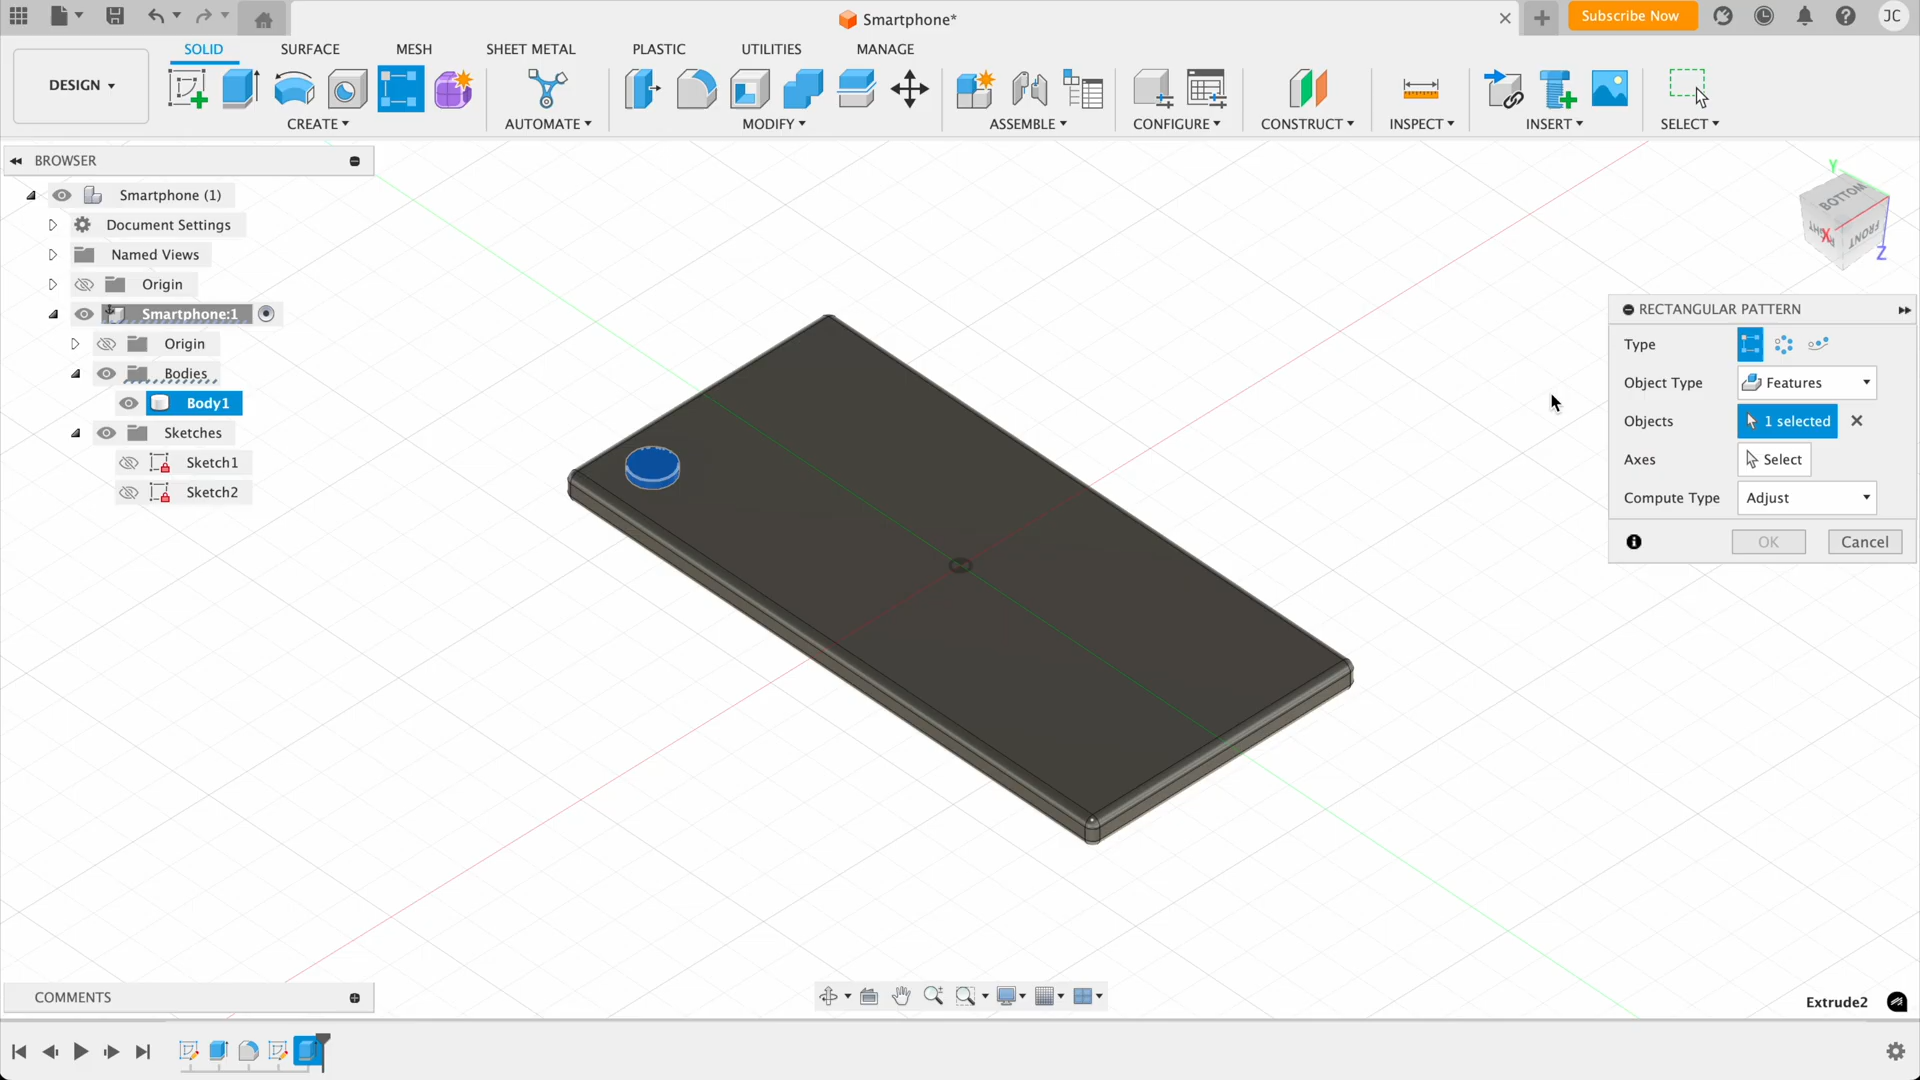 Smartphone*
Subscribe Now
JC
DESIGN
SOLID
SURFACE
MESH
SHEET METAL
PLASTIC
UTILITIES
MANAGE
CREATE
AUTOMATE
MODIFY
ASSEMBLE
CONFIGURE
CONSTRUCT
INSPECT
INSERT
SELECT
BROWSER
Smartphone (1)
Document Settings
Named Views
Origin
Smartphone:1
Origin
Bodies
Body1
Sketches
Sketch1
Sketch2
Y
BOTTOM
RIGHT
X
FRONT
Z
RECTANGULAR PATTERN
Type
Object Type
Features
Objects
1 selected
Axes
Select
Compute Type
Adjust
OK
Cancel
COMMENTS
Extrude2